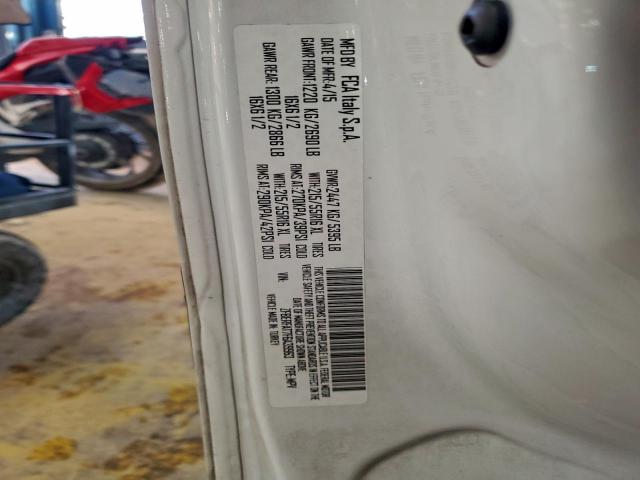 MFD BY FCA Italy S.p.A.
DATE OF MFR:4/15 GVWR:2447 KG/5395 LB
GAWR FRONT:1220 KG/2690 LB WITH:215/55R16 XL TIRES
16X6 1/2 RIMS AT:270KPA/39PSI COLD
GAWR REAR: 1300 KG/2866 LB WITH:215/55R16 XL TIRES
16X6 1/2 RIMS AT:290KPA/42PSI COLD
THIS VEHICLE CONFORMS TO ALL APPLICABLE U.S.A. FEDERAL MOTOR
VEHICLE SAFETY AND THEFT PREVENTION STANDARDS IN EFFECT ON THE
DATE OF MANUFACTURE SHOWN ABOVE
VIN: TYPE:MPV
VEHICLE MADE IN: TURKEY